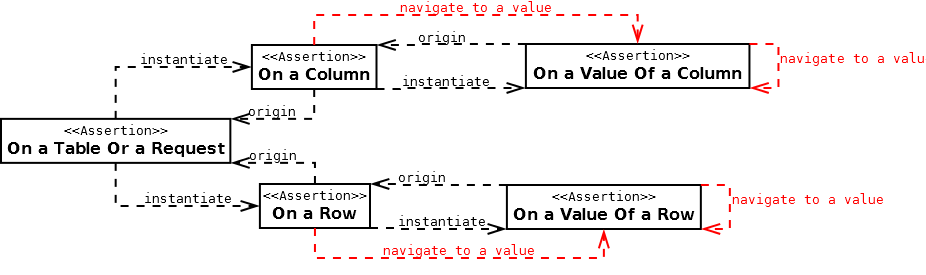 navigate to a value
origin
instantiate
<<Assertion>>
On a Column
<<Assertion>>
On a Value Of a Column
navigate to a valu
instantiate
origin
<<Assertion>>
On a Table Or a Request
origin
origin
instantiate
<<Assertion>>
On a Row
<<Assertion>>
On a Value Of a Row
navigate to a value
instantiate
navigate to a value